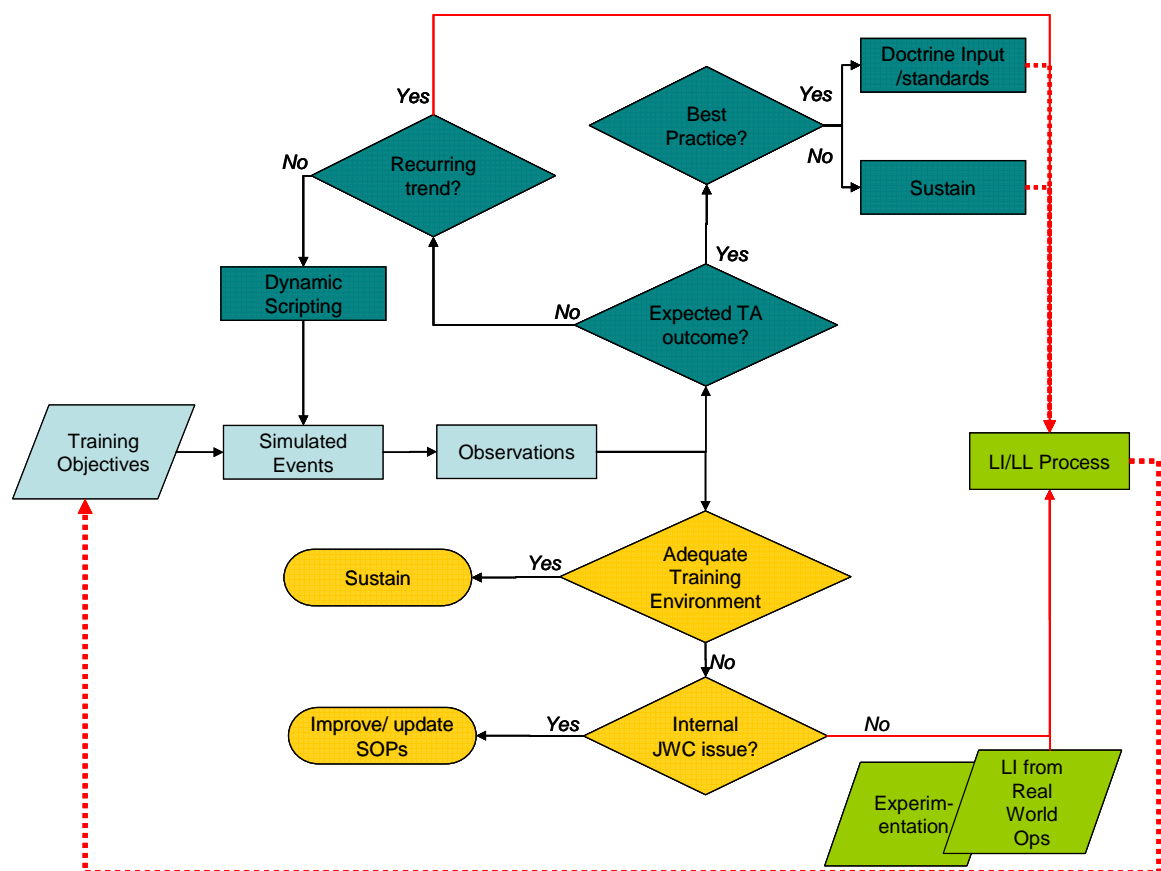 Yes
Recurring
trend?
No
Best
Practice?
Yes
No
Doctrine Input
/standards
Sustain
Dynamic
Scripting
No
Expected TA
outcome?
Yes
Training
Objectives
Simulated
Events
Observations
LI/LL Process
Sustain
Yes
Adequate
Training
Environment
No
Improve/ update
SOPs
Yes
Internal
JWC issue?
No
Experim-
entation
LI from
Real
World
Ops